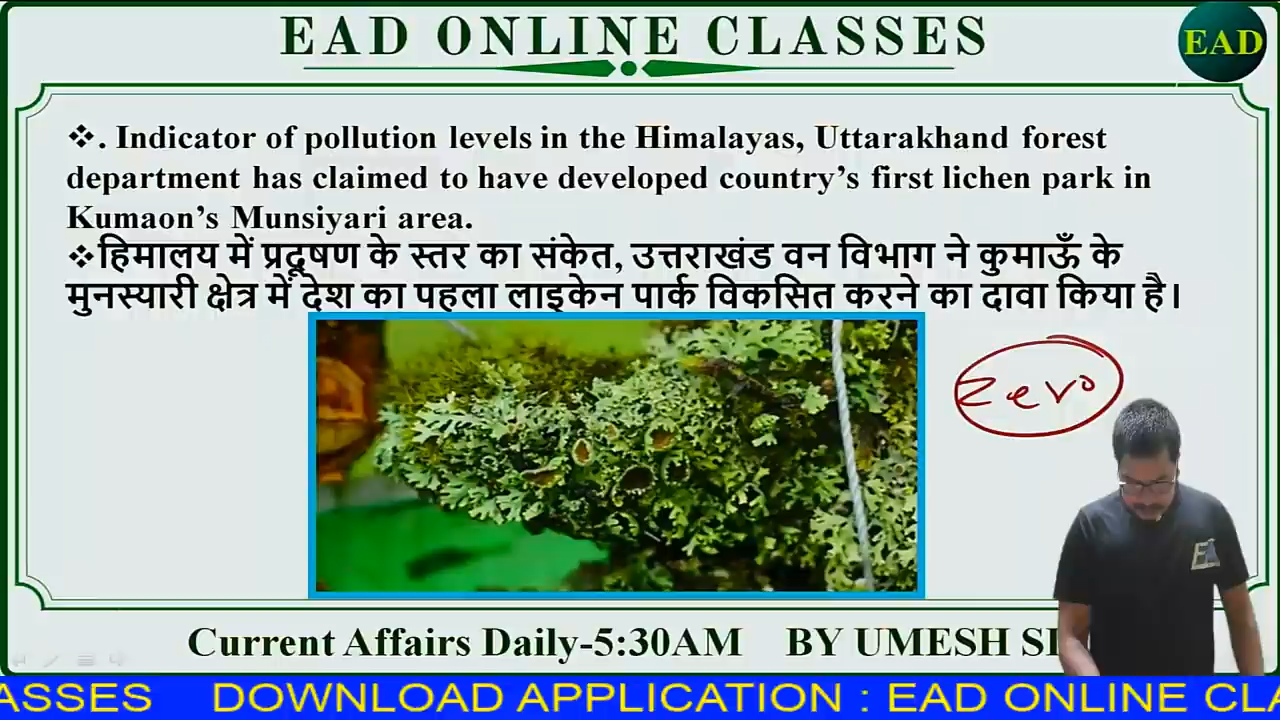 EAD ONLINE CLASSES
EAD
❖. Indicator of pollution levels in the Himalayas, Uttarakhand forest
department has claimed to have developed country's first lichen park in
Kumaon's Munsiyari area.
❖हिमालय में प्रदूषण के स्तर का संकेत, उत्तराखंड वन विभाग ने कुमाऊँ के
मुनस्यारी क्षेत्र में देश का पहला लाइकेन पार्क विकसित करने का दावा किया है।
Zero
Current Affairs Daily-5:30AM BY UMESH
ASSES DOWNLOAD APPLICATION : EAD ONLINE CLA